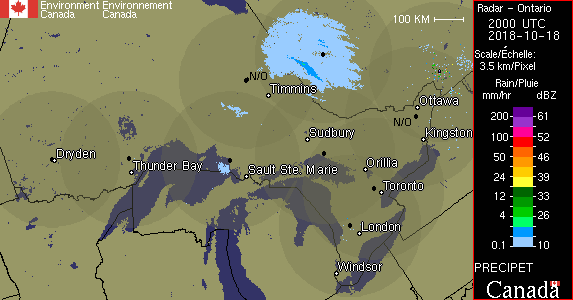 Environment Environnement
Canada Canada
100 KM
N/O
Timmins
Ottawa
N/O
Kingston
Sudbury
Dryden
Thunder Bay
Sault Ste. Marie
Orillia
Toronto
London
Windsor
Radar – Ontario
2000 UTC
2018-10-18
Scale/Échelle:
3.5 km/Pixel
Rain/Pluie
mm/hr dBZ
200 61
100 52
50 46
24 39
12 33
4 26
0.1 10
PRECIPET
Canada